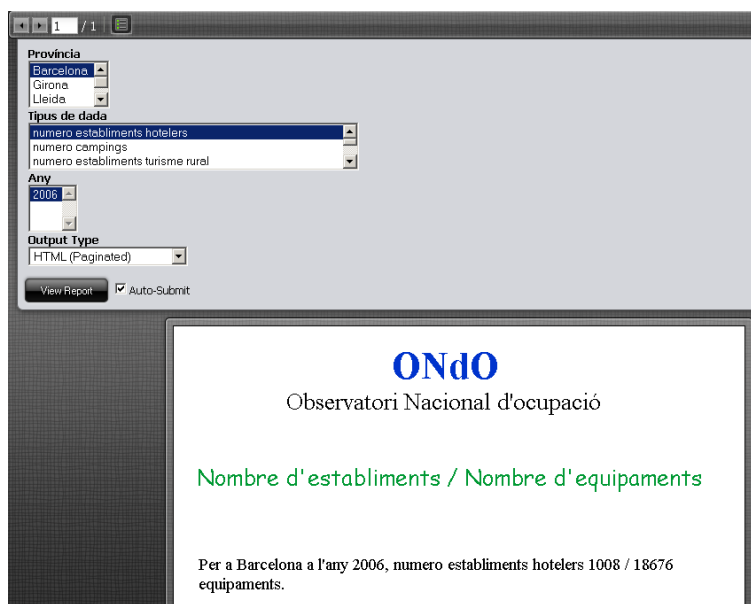 1 / 1
Província
Barcelona
Girona
Lleida
Tipus de dada
numero establiments hotelers
numero campings
numero establiments turisme rural
Any
2006
Output Type
HTML (Paginated)
View Report Auto-Submit
ONdO
Observatori Nacional d'ocupació
Nombre d'establiments / Nombre d'equipaments
Per a Barcelona a l'any 2006, numero establiments hotelers 1008 / 18676
equipaments.